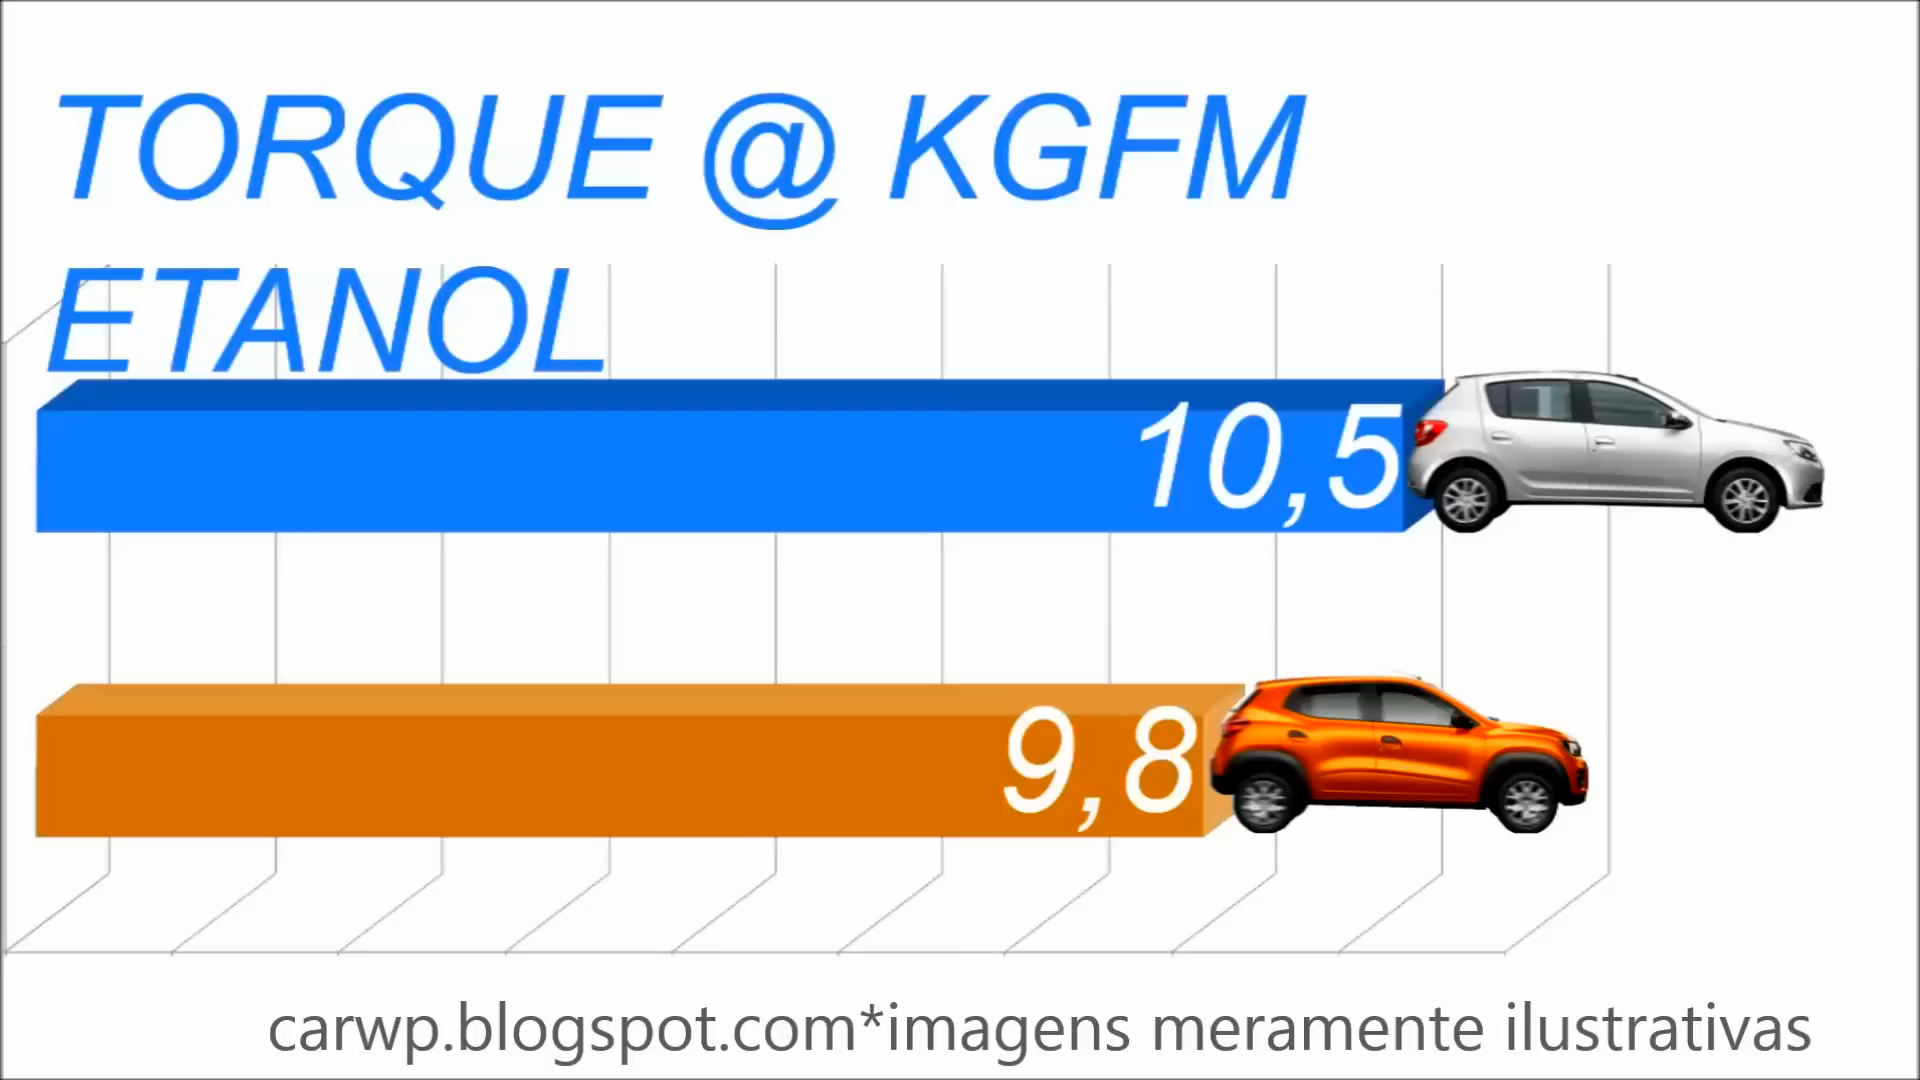 TORQUE @ KGFM
ETANOL
10,5
9,8
carwp.blogspot.com*imagens meramente ilustrativas